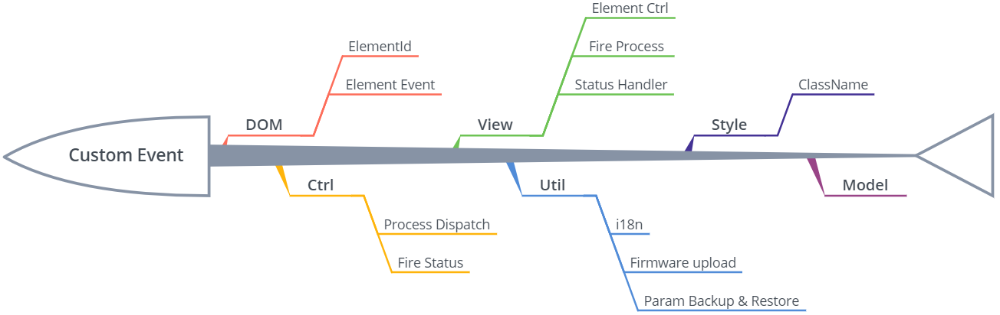 Custom Event
DOM
ElementId
Element Event
View
Element Ctrl
Fire Process
Status Handler
Style
ClassName
Ctrl
Process Dispatch
Fire Status
Util
i18n
Firmware upload
Param Backup & Restore
Model